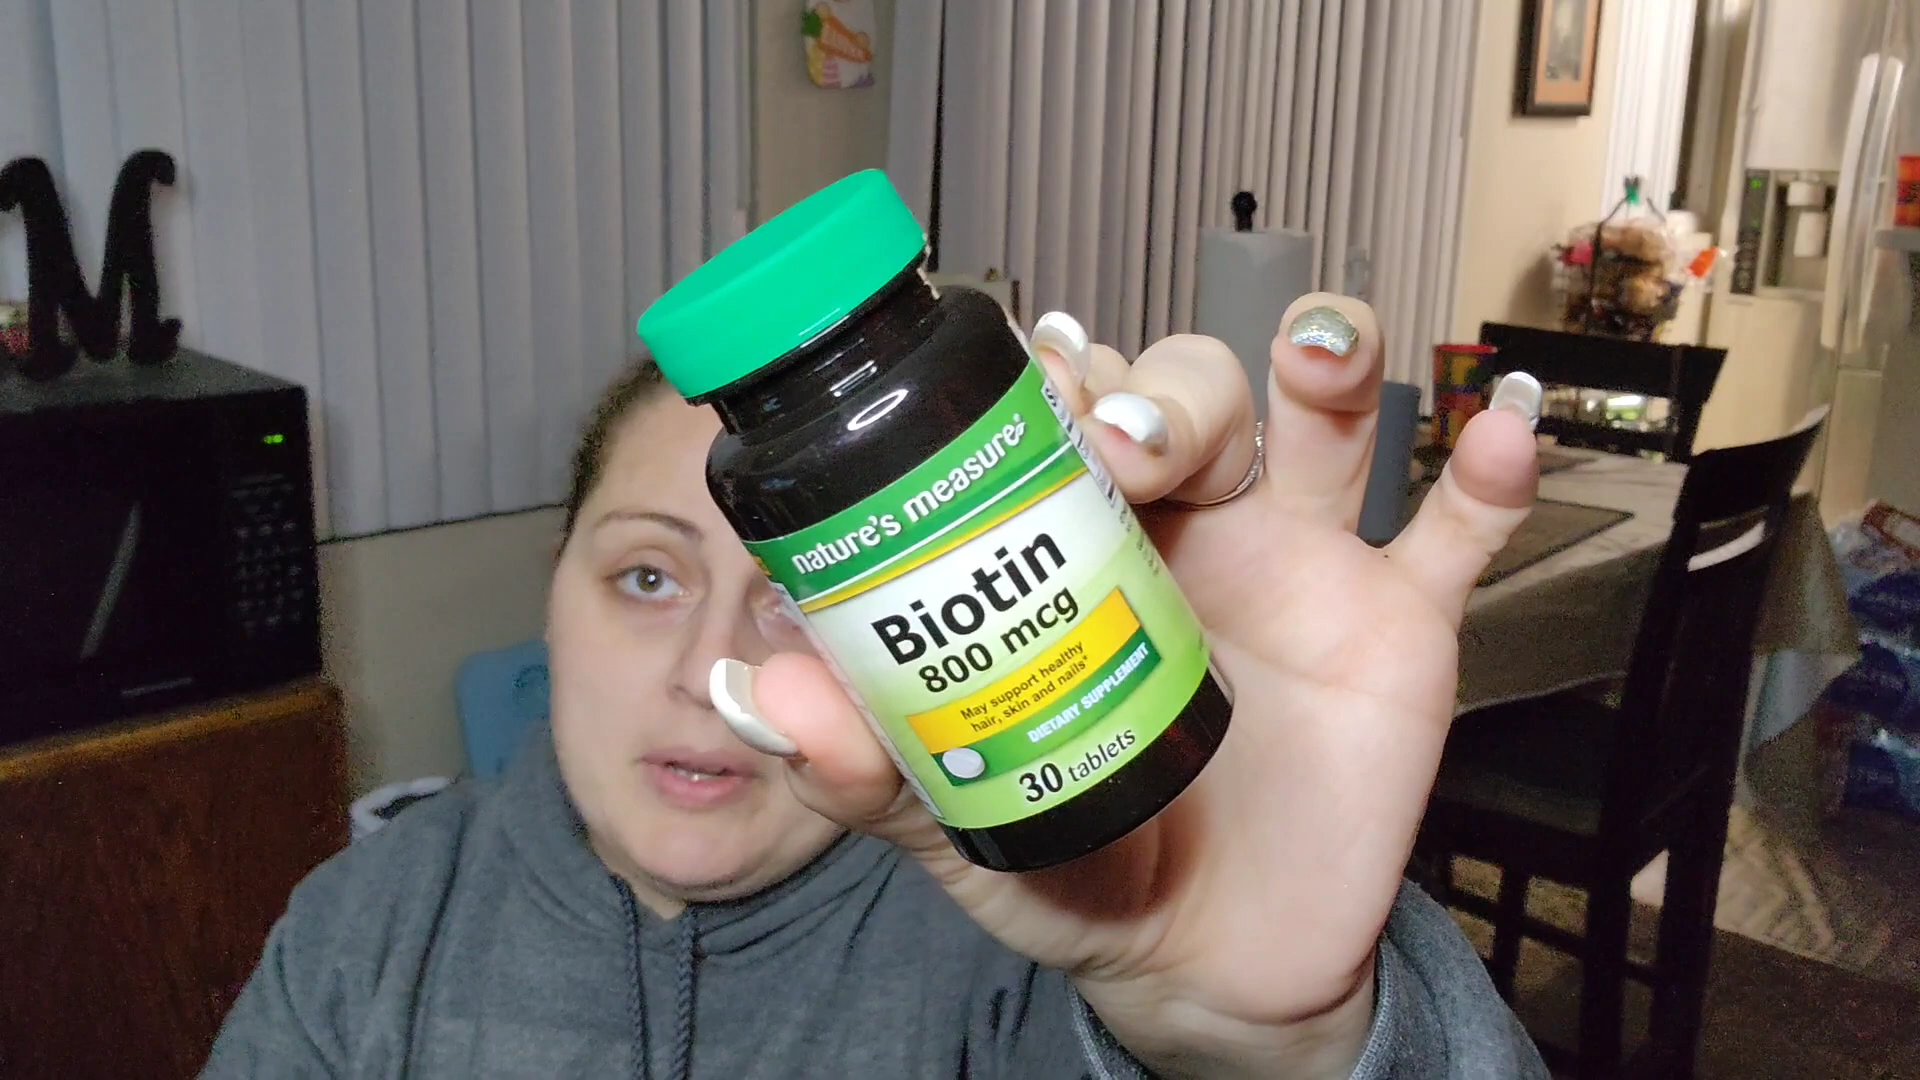 M
nature's measure
Biotin
800 mcg
May support healthy
hair, skin and nails*
DIETARY SUPPLEMENT
30 tablets